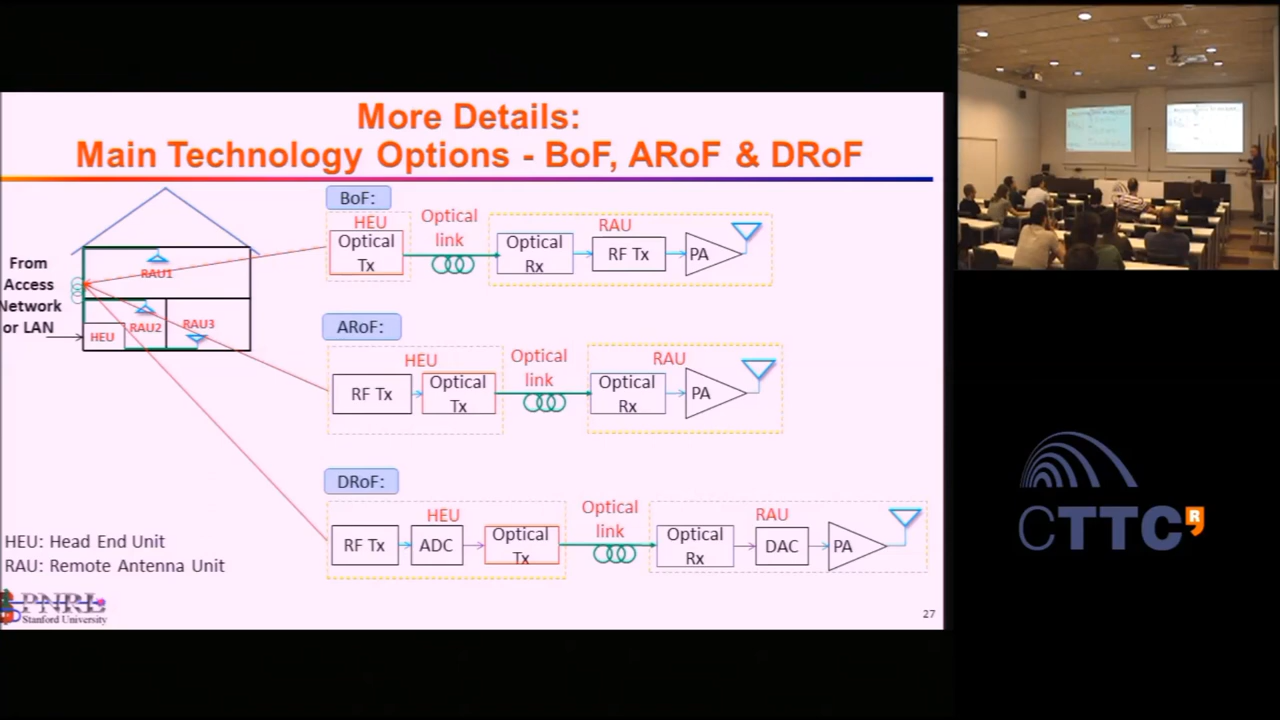 More Details:
Main Technology Options - BoF, ARoF & DRoF
From
Access
Network
or LAN
RAU1
RAU2
RAU3
HEU
BoF:
HEU
Optical
Tx
Optical
link
RAU
Optical
Rx
RF Tx
PA
ARoF:
HEU
RF Tx
Optical
Tx
Optical
link
RAU
Optical
Rx
PA
DRoF:
HEU
RF Tx
ADC
Optical
Tx
Optical
link
RAU
Optical
Rx
DAC
PA
HEU: Head End Unit
RAU: Remote Antenna Unit
PNRL
Stanford University
27
CTTC
R